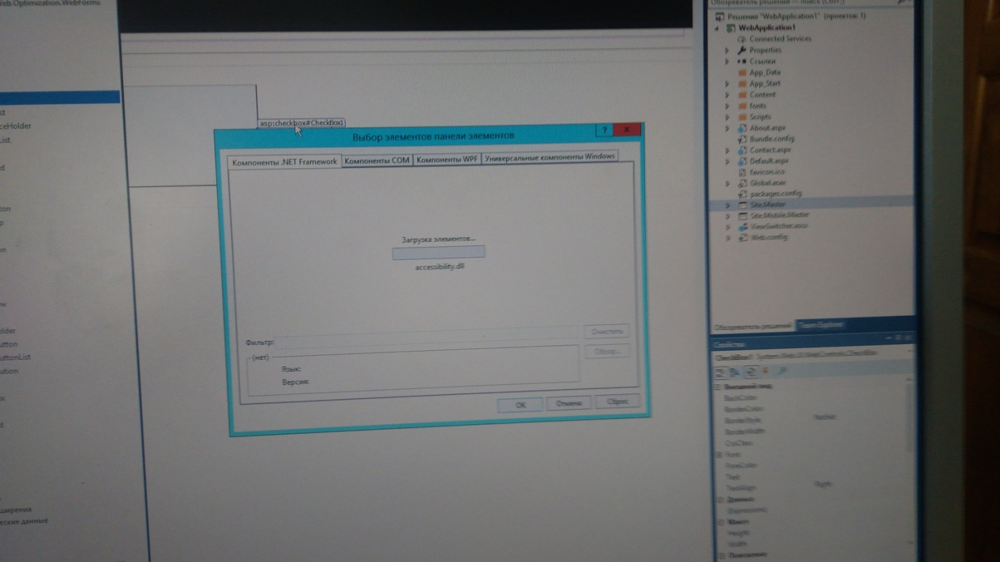 eb.Optimization.WebForms
st
ceHolder
List
d
ton
p
on
w
older
utton
uttonList
ution
ox
d
ширения
еские данные
asp:checkbox#CheckBox1
Выбор элементов панели элементов
?
x
Компоненты .NET Framework
Компоненты COM
Компоненты WPF
Универсальные компоненты Windows
Загрузка элементов...
accessibility.dll
Фильтр:
Очистить
(нет)
Обзор...
Язык:
Версия:
OK
Отмена
Сброс
Обозреватель решений — поиск (Ctrl+;)
Решение "WebApplication1" (проектов: 1)
WebApplication1
Connected Services
Properties
Ссылки
App_Data
App_Start
Content
fonts
Scripts
About.aspx
Bundle.config
Contact.aspx
Default.aspx
favicon.ico
Global.asax
packages.config
Site.Master
Site.Mobile.Master
ViewSwitcher.ascx
Web.config
Обозреватель решений
Team Explorer
Свойства
CheckBox1 System.Web.UI.WebControls.CheckBox
Внешний вид
BackColor
BorderColor
BorderStyle
NotSet
BorderWidth
CssClass
Font
ForeColor
Text
TextAlign
Right
Данные
(Expressions)
Макет
Height
Width
Поведение